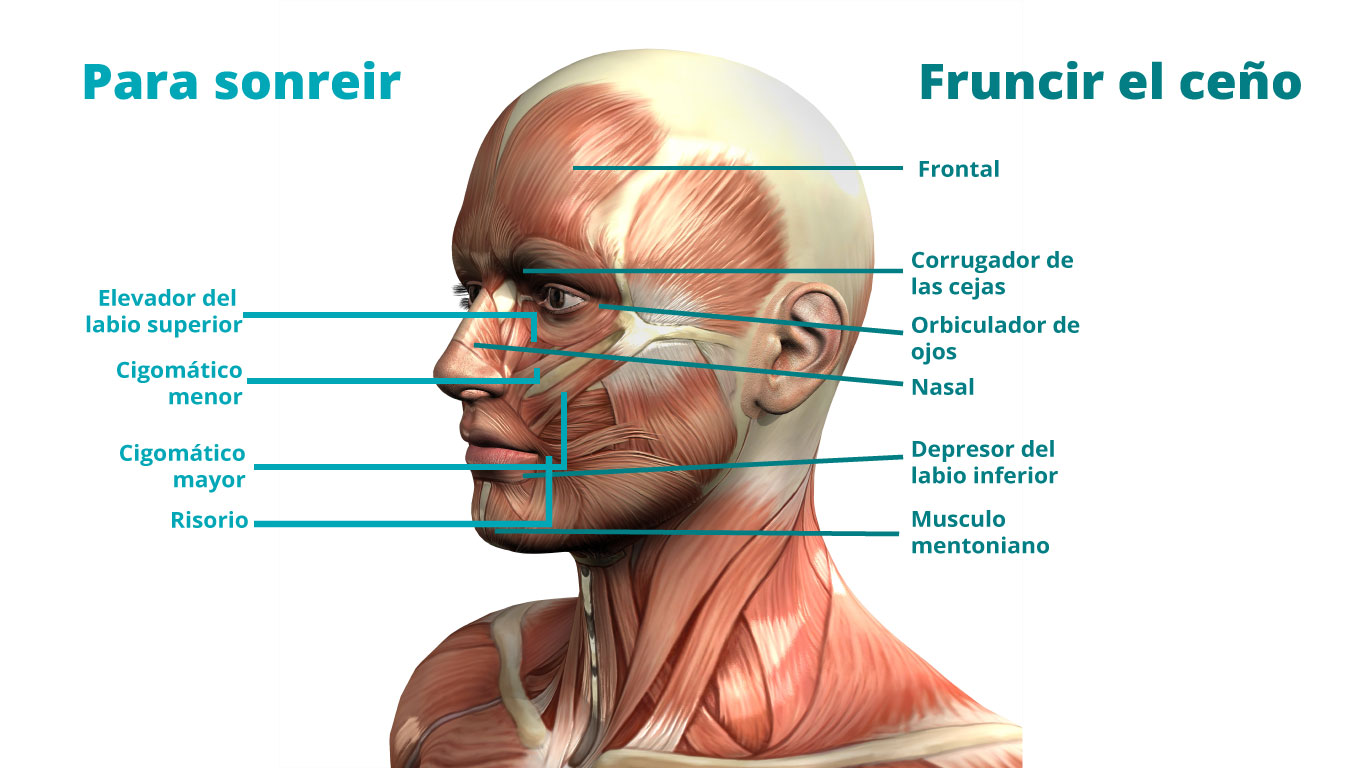 Para sonreir
Elevador del
labio superior
Cigomático
menor
Cigomático
mayor
Risorio
Fruncir el ceño
Frontal
Corrugador de
las cejas
Orbiculador de
ojos
Nasal
Depresor del
labio inferior
Musculo
mentoniano